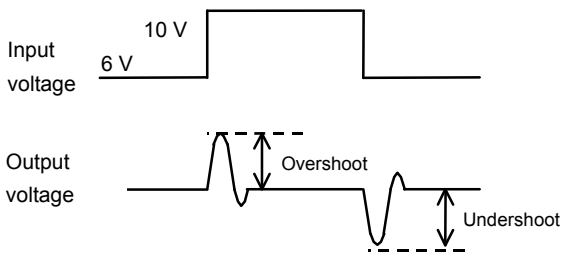 10 V
Input
voltage
6 V
Output
voltage
Overshoot
Undershoot